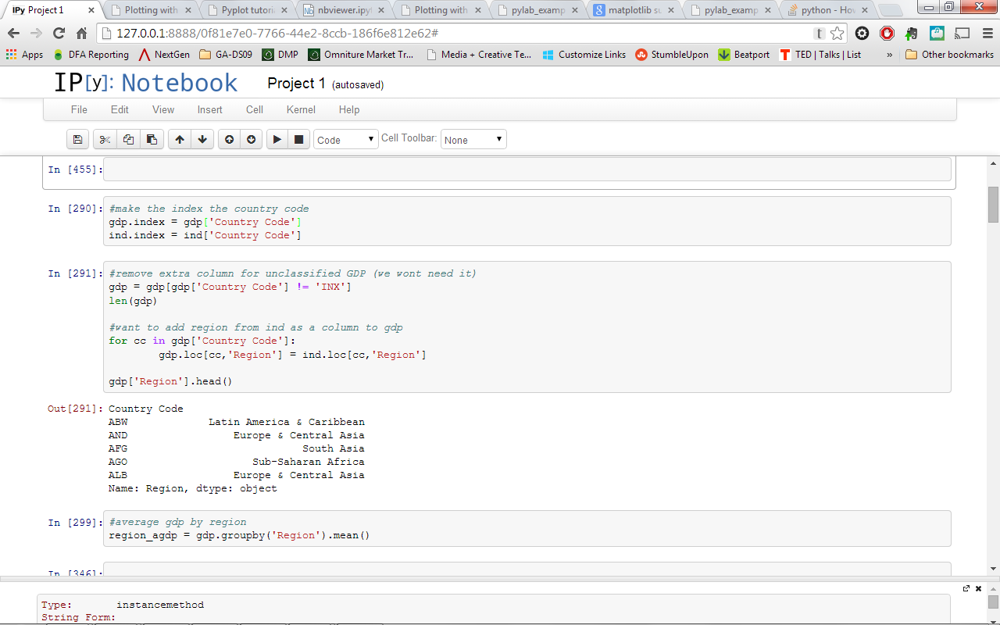 IPy Project 1
Plotting with
Pyplot tutoria
nbviewer.ipy
Plotting with
pylab_examp
matplotlib su
pylab_examp
python - How
127.0.0.1:8888/0f81e7e0-7766-44e2-8ccb-186f6e812e62#
Apps
DFA Reporting
NextGen
GA-DS09
DMP
Omniture Market Tr...
Media + Creative Te...
Customize Links
StumbleUpon
Beatport
TED | Talks | List
»
Other bookmarks
IP[y]: Notebook
Project 1 (autosaved)
File Edit View Insert Cell Kernel Help
Code
Cell Toolbar:
None
In [455]:
In [290]:
#make the index the country code
gdp.index = gdp['Country Code']
ind.index = ind['Country Code']
In [291]:
#remove extra column for unclassified GDP (we wont need it)
gdp = gdp[gdp['Country Code'] != 'INX']
len(gdp)
#want to add region from ind as a column to gdp
for cc in gdp['Country Code']:
        gdp.loc[cc,'Region'] = ind.loc[cc,'Region']
gdp['Region'].head()
Out[291]: Country Code
ABW Latin America & Caribbean
AND Europe & Central Asia
AFG South Asia
AGO Sub-Saharan Africa
ALB Europe & Central Asia
Name: Region, dtype: object
In [299]:
#average gdp by region
region_agdp = gdp.groupby('Region').mean()
In [346]:
Type: instancemethod
String Form: